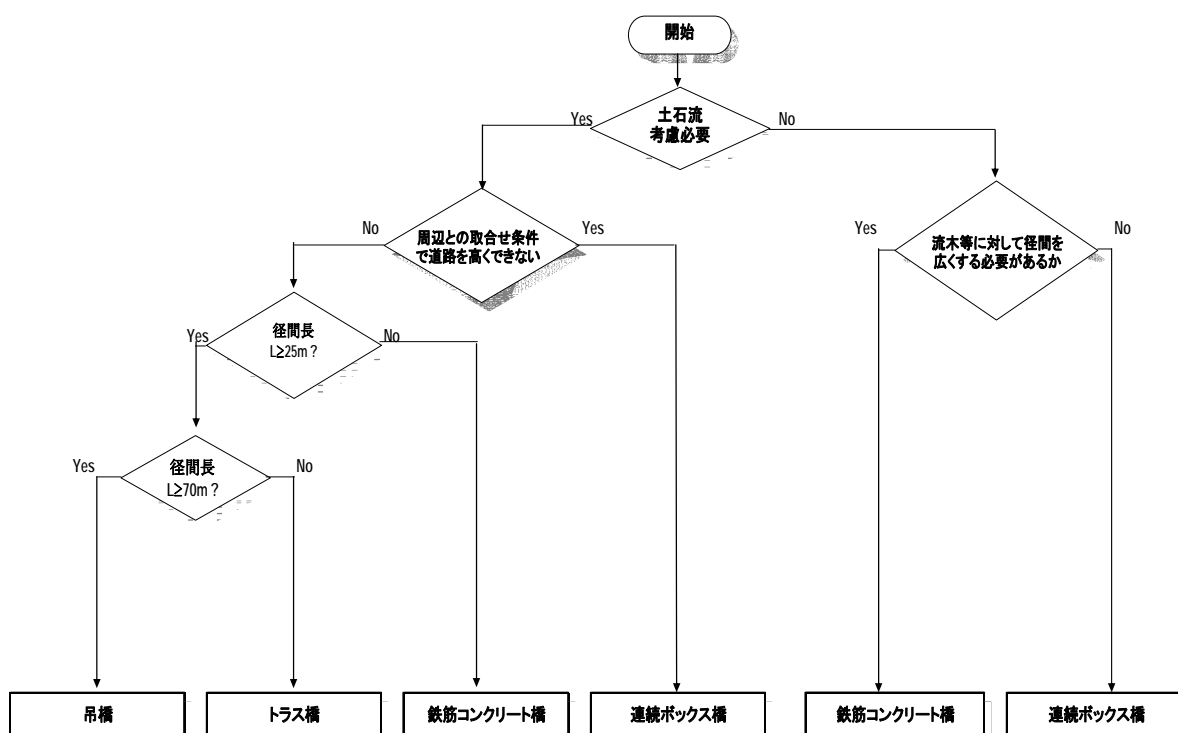 開始
土石流
考慮必要
Yes
No
周辺との取合せ条件
で道路を高くできない
No
Yes
流木等に対して径間を
広くする必要があるか
Yes
No
径間長
L≥25m？
Yes
No
径間長
L≥70m？
Yes
No
吊橋
トラス橋
鉄筋コンクリート橋
連続ボックス橋
鉄筋コンクリート橋
連続ボックス橋